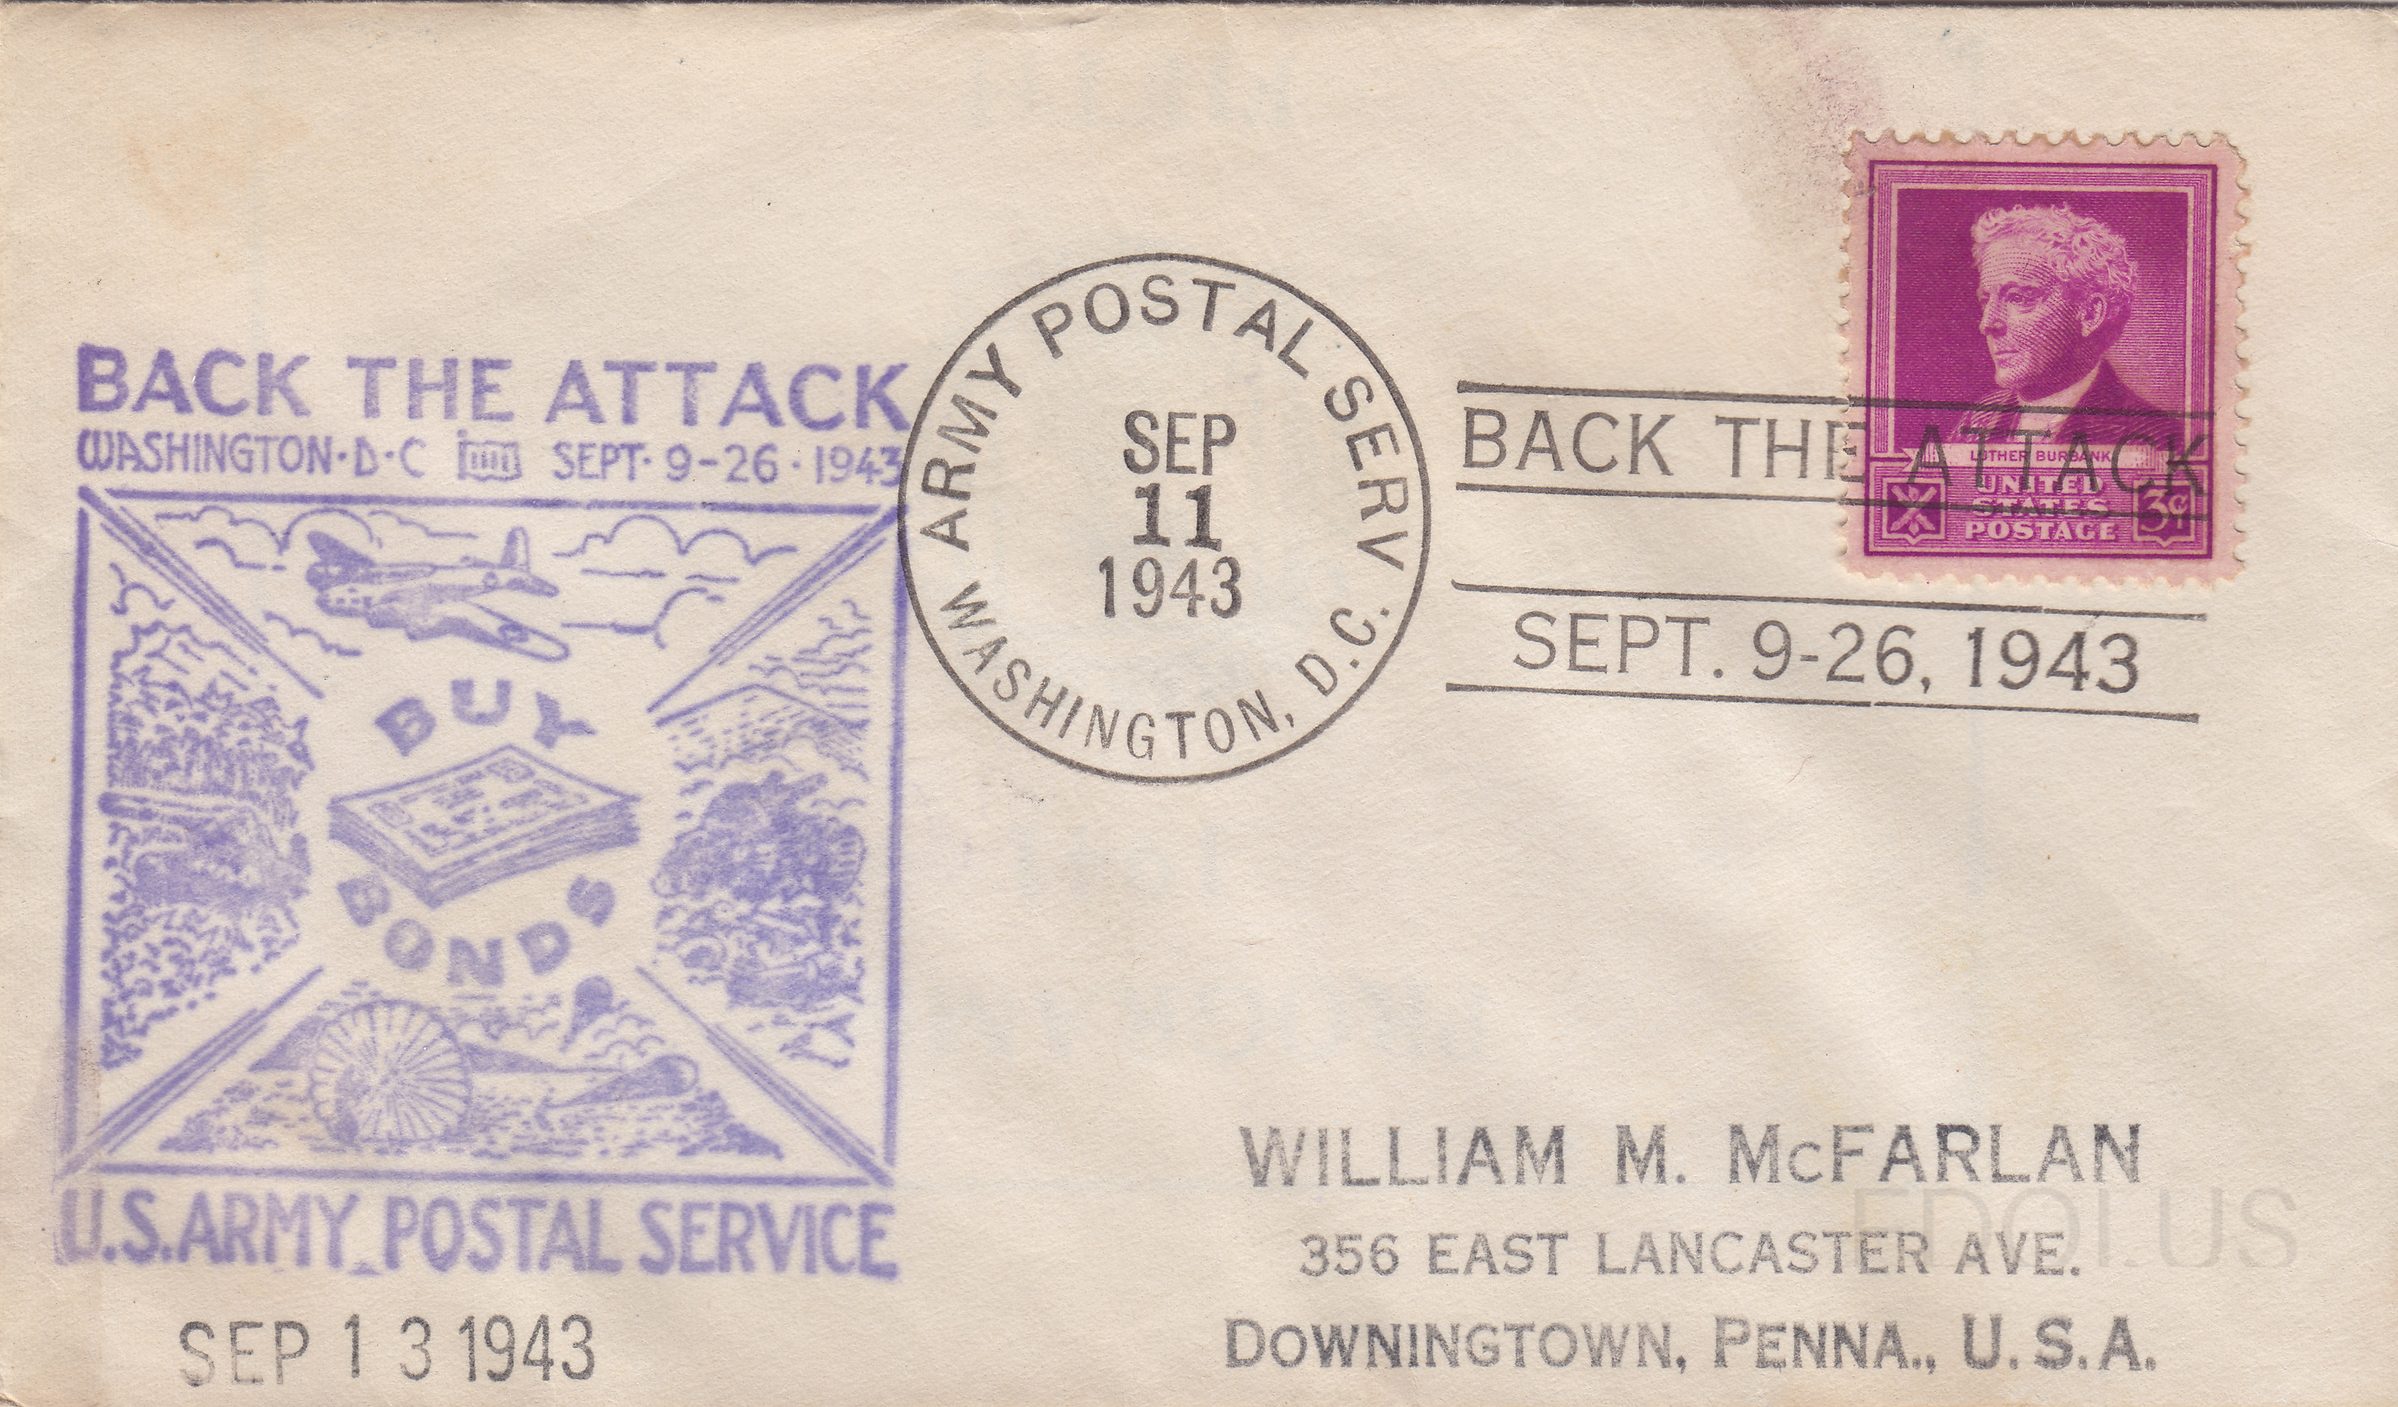 BACK THE ATTACK
WASHINGTON·D·C SEPT· 9-26·1943
BUY
BONDS
U.S. ARMY POSTAL SERVICE
SEP 13 1943
ARMY POSTAL SERV.
SEP
11
1943
WASHINGTON, D.C.
BACK THE ATTACK
SEPT. 9-26, 1943
LUTHER BURBANK
UNITED
STATES
POSTAGE
3¢
WILLIAM M. McFARLAN
356 EAST LANCASTER AVE.
DOWNINGTOWN, PENNA., U.S.A.